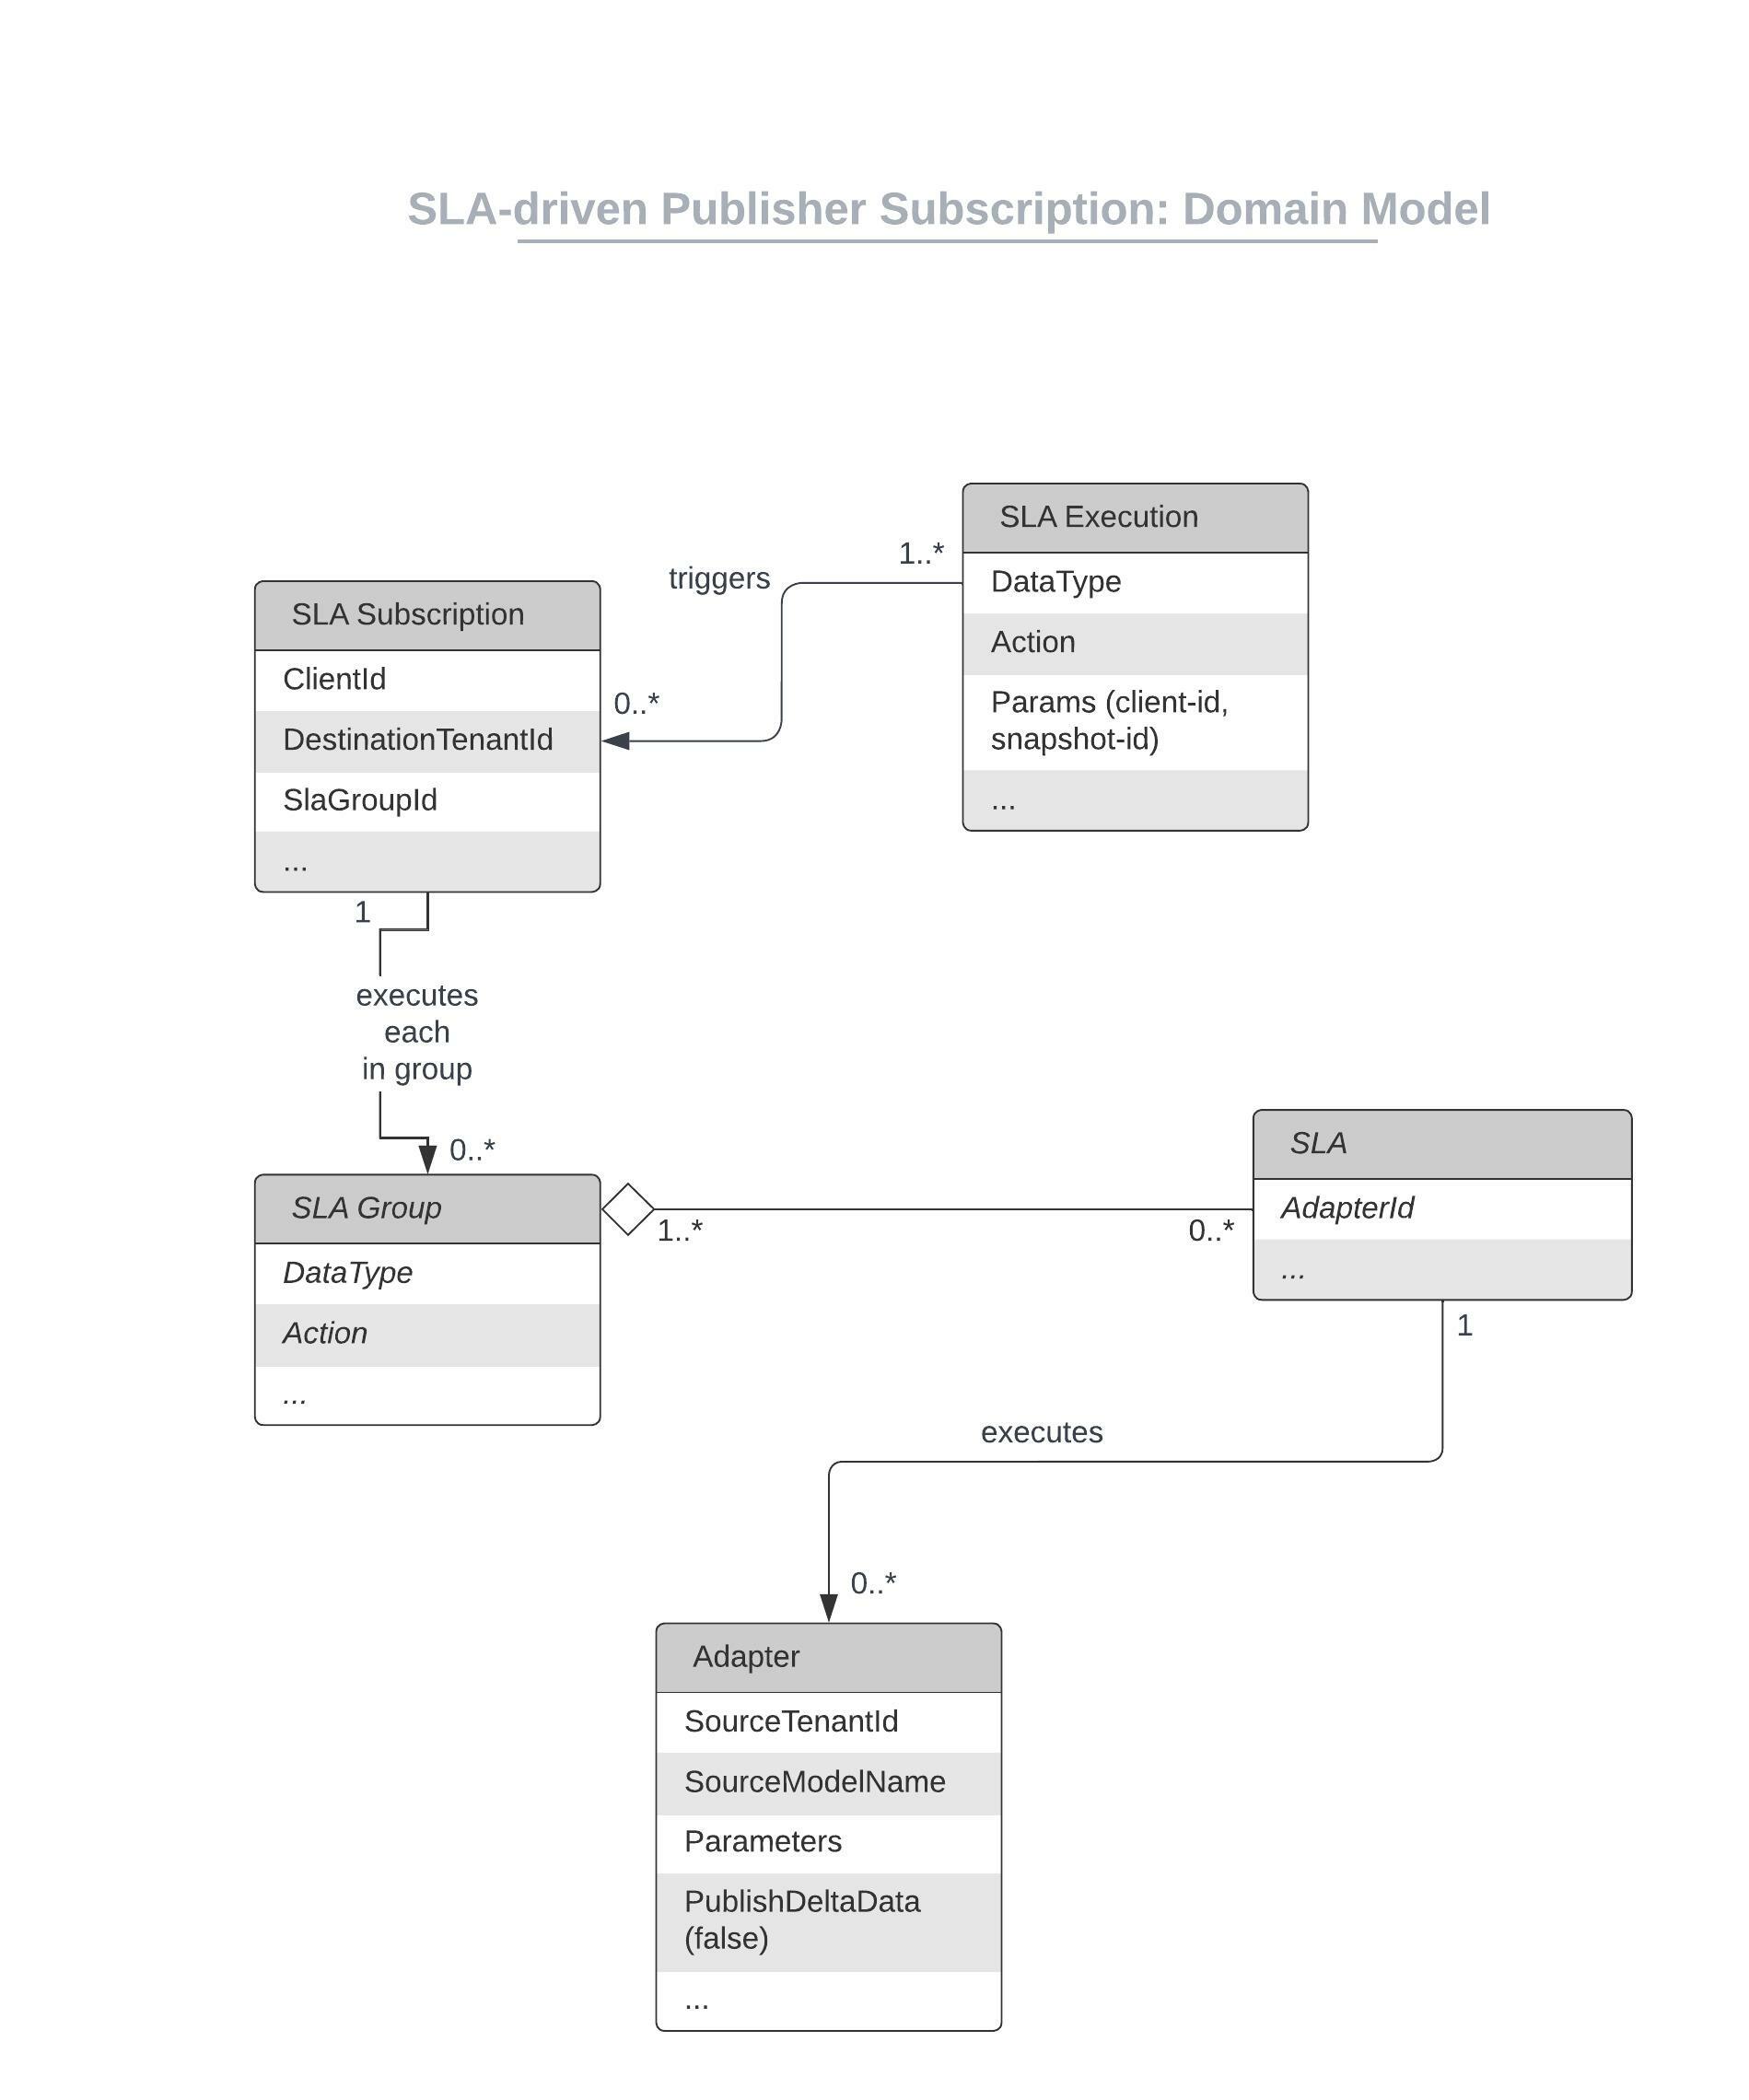 SLA-driven Publisher Subscription: Domain Model
SLA Execution
DataType
Action
Params (client-id,
snapshot-id)
...
1..*
triggers
0..*
SLA Subscription
ClientId
DestinationTenantId
SlaGroupId
...
1
executes
each
in group
0..*
SLA Group
DataType
Action
...
1..*
0..*
SLA
AdapterId
...
1
executes
0..*
Adapter
SourceTenantId
SourceModelName
Parameters
PublishDeltaData
(false)
...